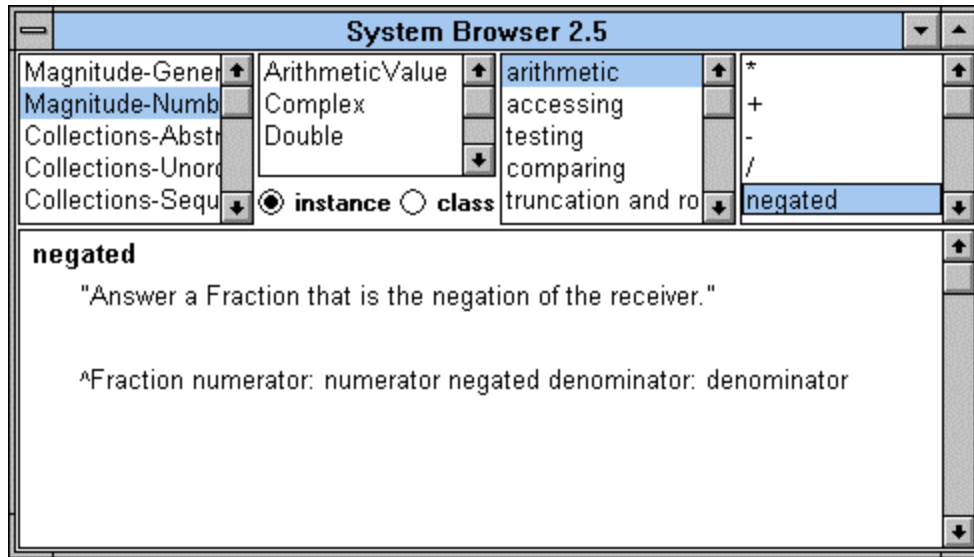 System Browser 2.5
Magnitude-Gener
Magnitude-Numb
Collections-Abstr
Collections-Unord
Collections-Sequ
ArithmeticValue
Complex
Double
instance class
arithmetic
accessing
testing
comparing
truncation and ro
*
+
-
/
negated
negated
"Answer a Fraction that is the negation of the receiver."
^Fraction numerator: numerator negated denominator: denominator